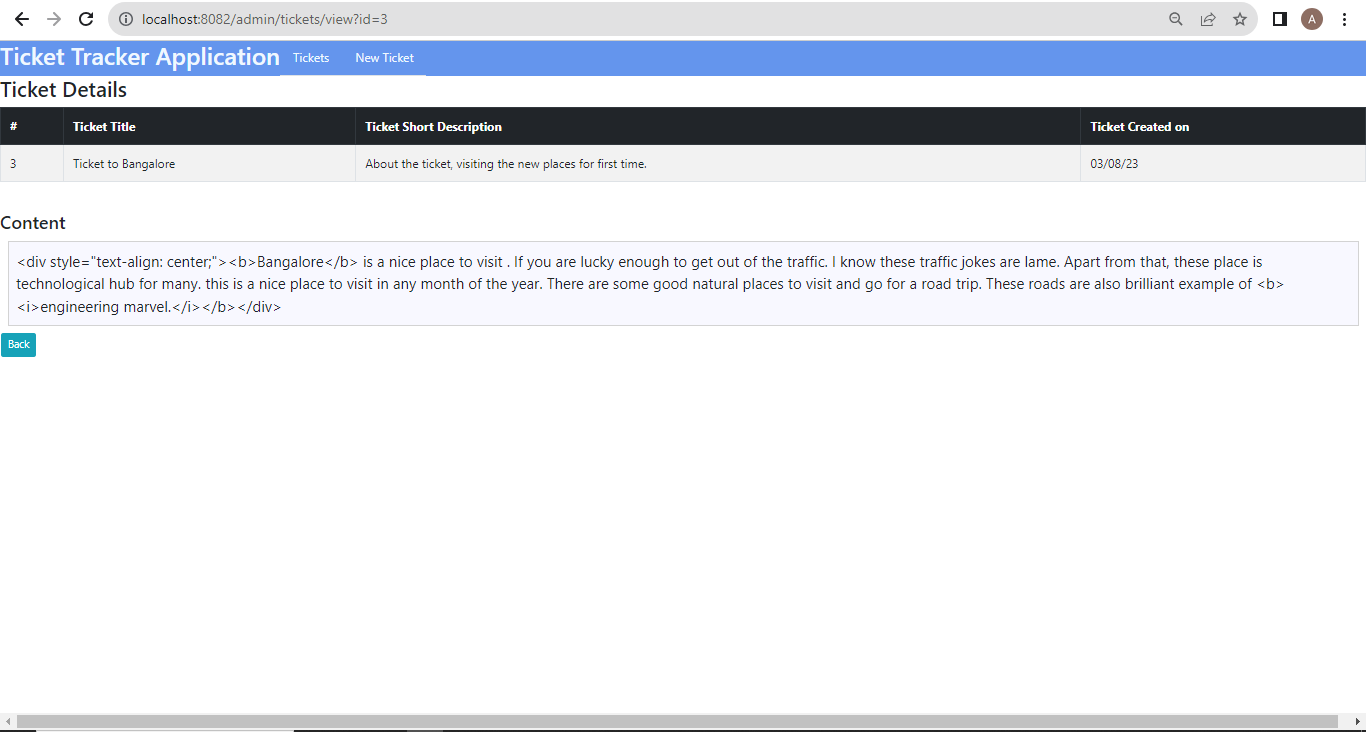 localhost:8082/admin/tickets/view?id=3
A
Ticket Tracker Application Tickets New Ticket
Ticket Details
# Ticket Title Ticket Short Description Ticket Created on
3 Ticket to Bangalore About the ticket, visiting the new places for first time. 03/08/23
Content
<div style="text-align: center;"><b>Bangalore</b> is a nice place to visit . If you are lucky enough to get out of the traffic. I know these traffic jokes are lame. Apart from that, these place is
technological hub for many. this is a nice place to visit in any month of the year. There are some good natural places to visit and go for a road trip. These roads are also brilliant example of <b>
<i>engineering marvel.</i></b></div>
Back